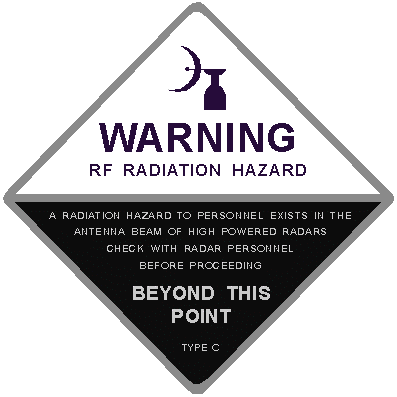 WARNING
RF RADIATION HAZARD
A RADIATION HAZARD TO PERSONNEL EXISTS IN THE
ANTENNA BEAM OF HIGH POWERED RADARS
CHECK WITH RADAR PERSONNEL
BEFORE PROCEEDING
BEYOND THIS
POINT
TYPE C